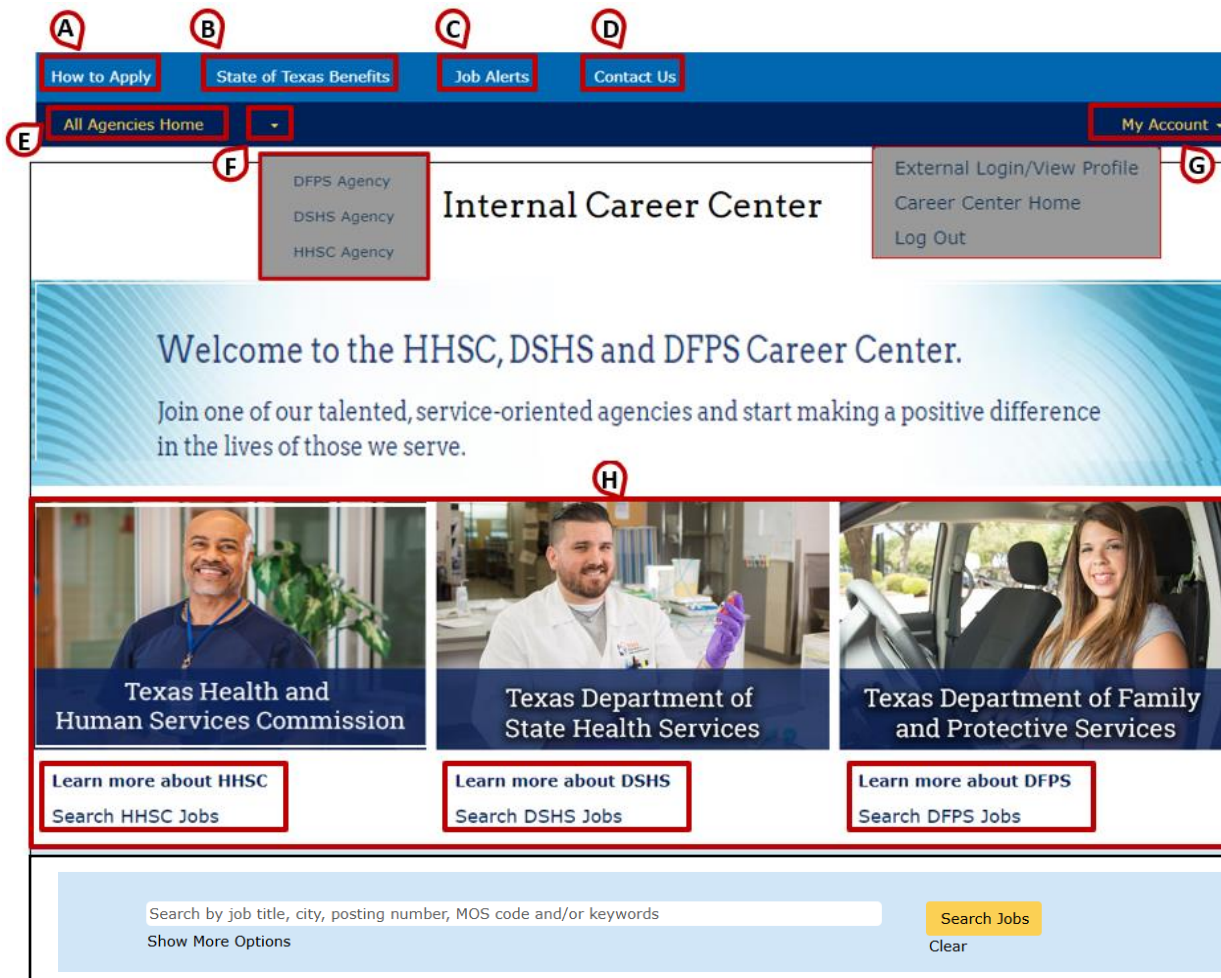 A
B
C
D
How to Apply
State of Texas Benefits
Job Alerts
Contact Us
E
All Agencies Home
My Account
F
G
DFPS Agency
DSHS Agency
HHSC Agency
Internal Career Center
External Login/View Profile
Career Center Home
Log Out
Welcome to the HHSC, DSHS and DFPS Career Center.
Join one of our talented, service-oriented agencies and start making a positive difference
in the lives of those we serve.
H
Texas Health and
Human Services Commission
Texas Department of
State Health Services
Texas Department of Family
and Protective Services
Learn more about HHSC
Search HHSC Jobs
Learn more about DSHS
Search DSHS Jobs
Learn more about DFPS
Search DFPS Jobs
Search by job title, city, posting number, MOS code and/or keywords
Search Jobs
Show More Options
Clear